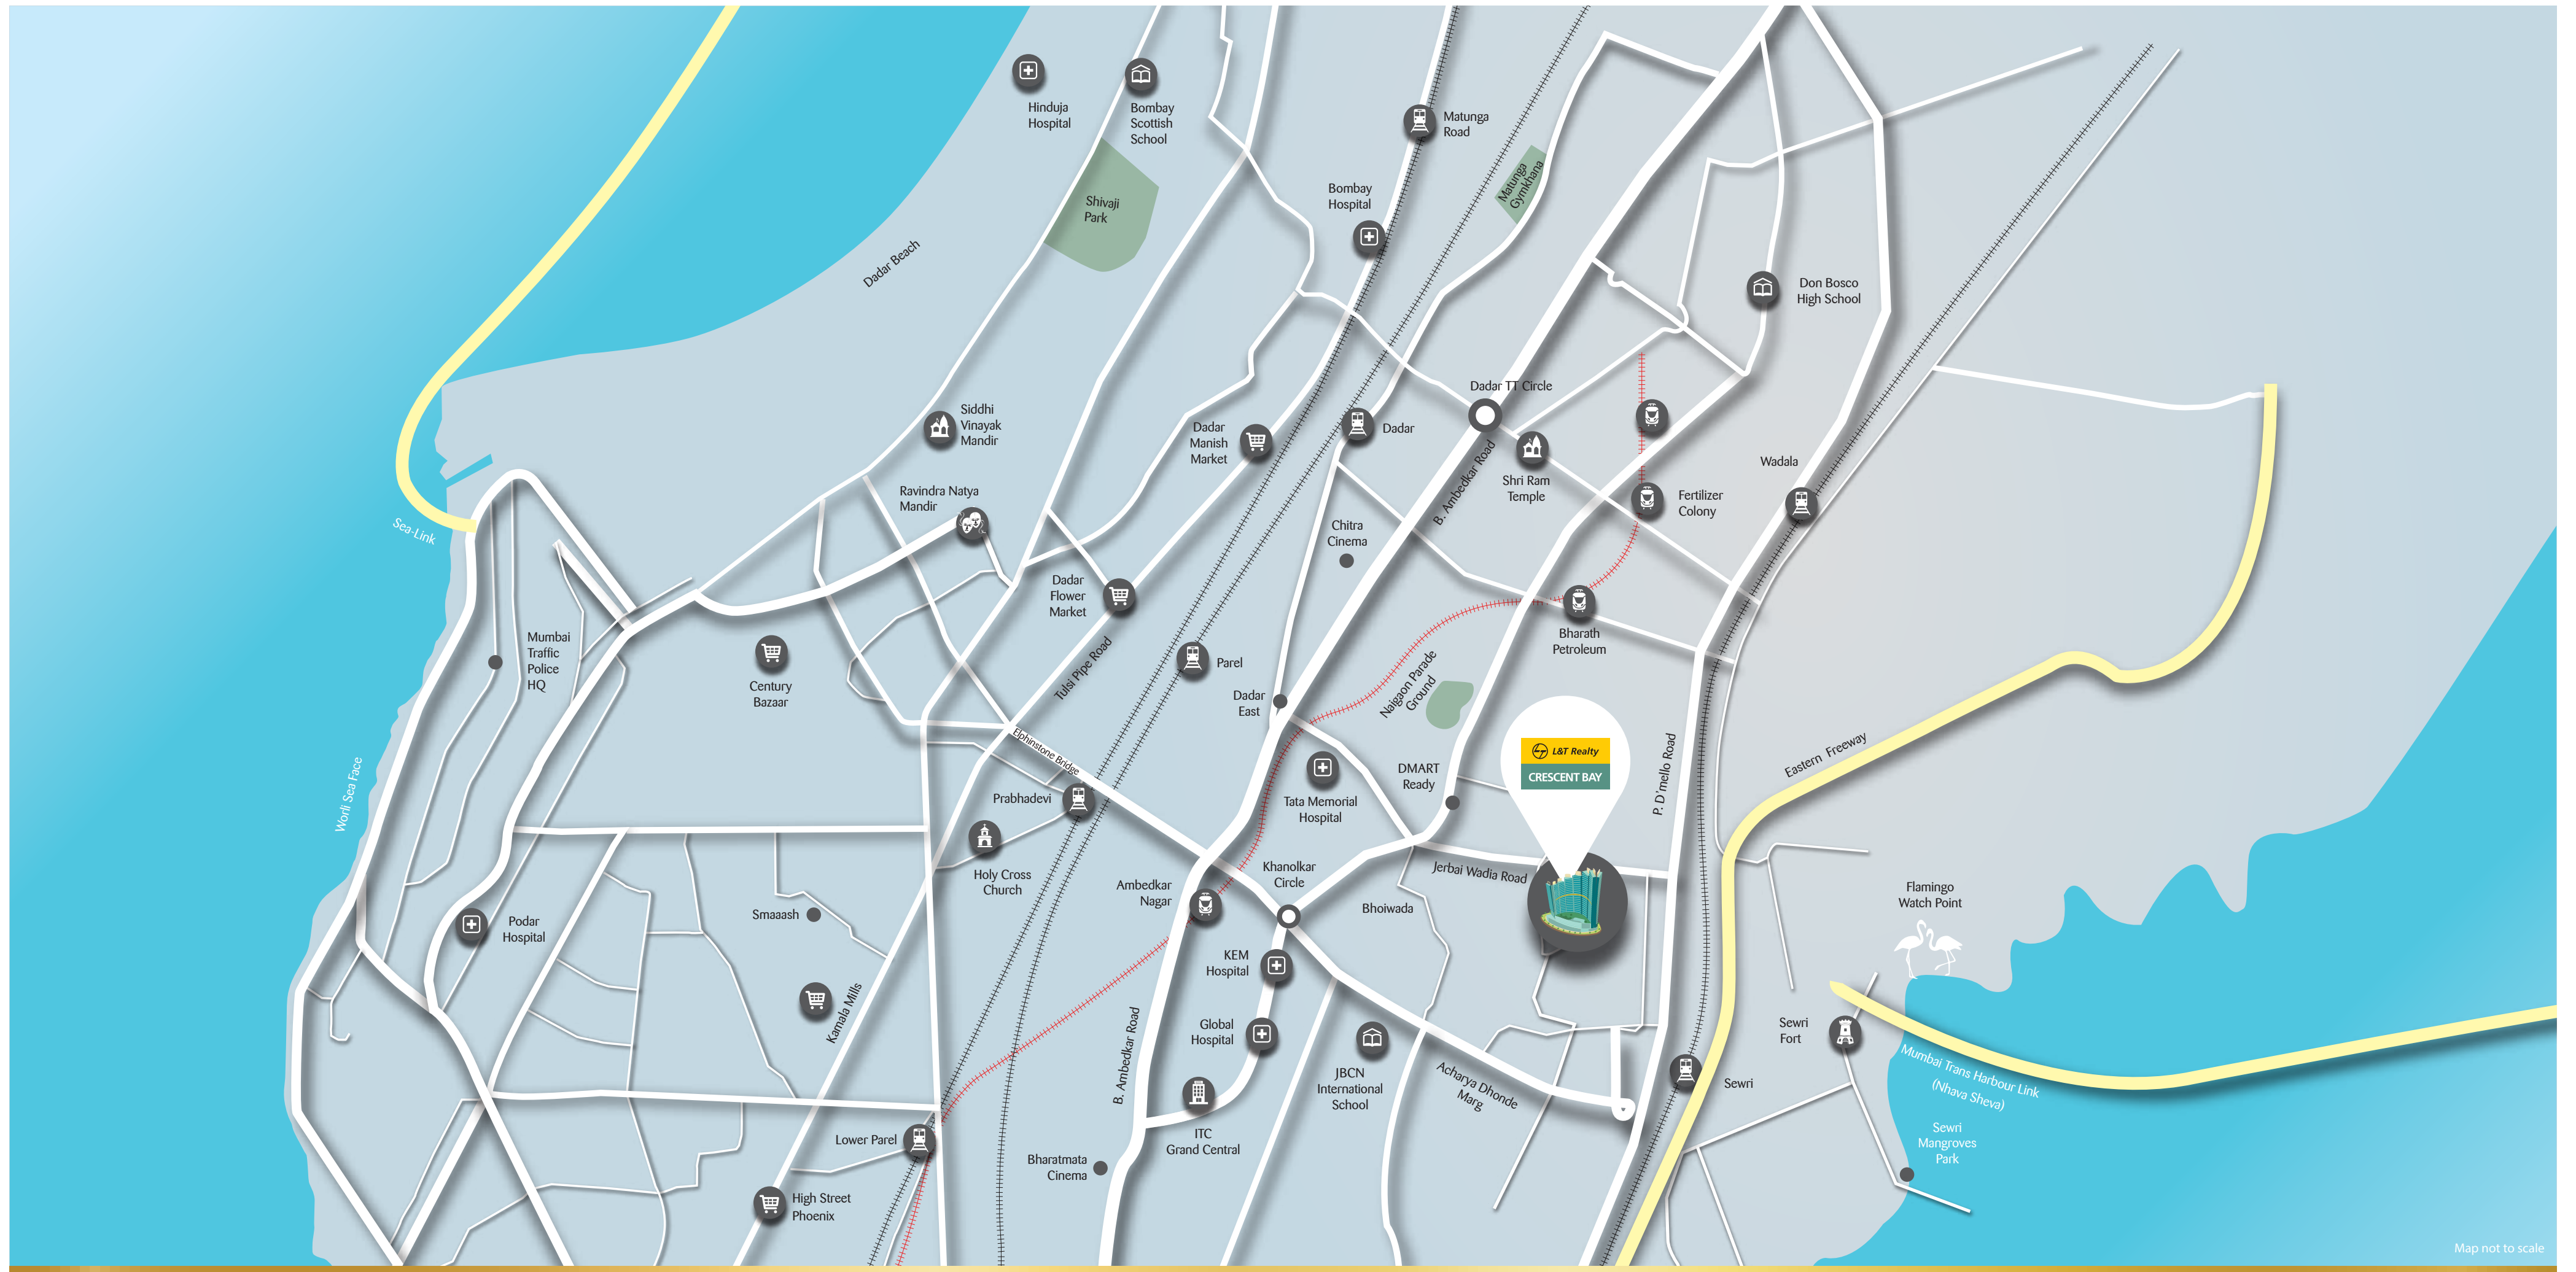 Hinduja
Hospital
Bombay
Scottish
School
Matunga
Road
Shivaji
Park
Bombay
Hospital
Matunga
Gymkhana
Dadar Beach
Don Bosco
High School
Dadar TT Circle
Siddhi
Vinayak
Mandir
Dadar
Manish
Market
Dadar
B. Ambedkar Road
Shri Ram
Temple
Wadala
Fertilizer
Colony
Ravindra Natya
Mandir
Sea-Link
Chitra
Cinema
Dadar
Flower
Market
Bharath
Petroleum
Mumbai
Traffic
Police
HQ
Century
Bazaar
Tulsi Pipe Road
Parel
Dadar
East
Naigaon Parade
Ground
L&T Realty
CRESCENT BAY
Elphinstone Bridge
Worli Sea Face
Prabhadevi
Tata Memorial
Hospital
DMART
Ready
P. D'mello Road
Eastern Freeway
Holy Cross
Church
Ambedkar
Nagar
Khanolkar
Circle
Jerbai Wadia Road
Bhoiwada
Flamingo
Watch Point
Smaaash
Podar
Hospital
KEM
Hospital
Kamala Mills
Global
Hospital
B. Ambedkar Road
JBCN
International
School
Acharya Dhonde
Marg
Sewri
Sewri
Fort
Mumbai Trans Harbour Link
(Nhava Sheva)
Sewri
Mangroves
Park
Lower Parel
ITC
Grand Central
Bharatmata
Cinema
High Street
Phoenix
Map not to scale